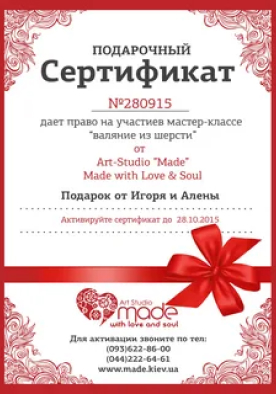 ПОДАРОЧНЫЙ
Сертификат
№280915
дает право на участиев мастер-классе
“валяние из шерсти”
от
Art-Studio “Made”
Made with Love & Soul
Подарок от Игоря и Алены
Активируйте сертификат до 28.10.2015
Art Studio
made
with love and soul
Для активации звоните по тел:
(093)622-86-00
(044)222-64-61
www.made.kiev.ua